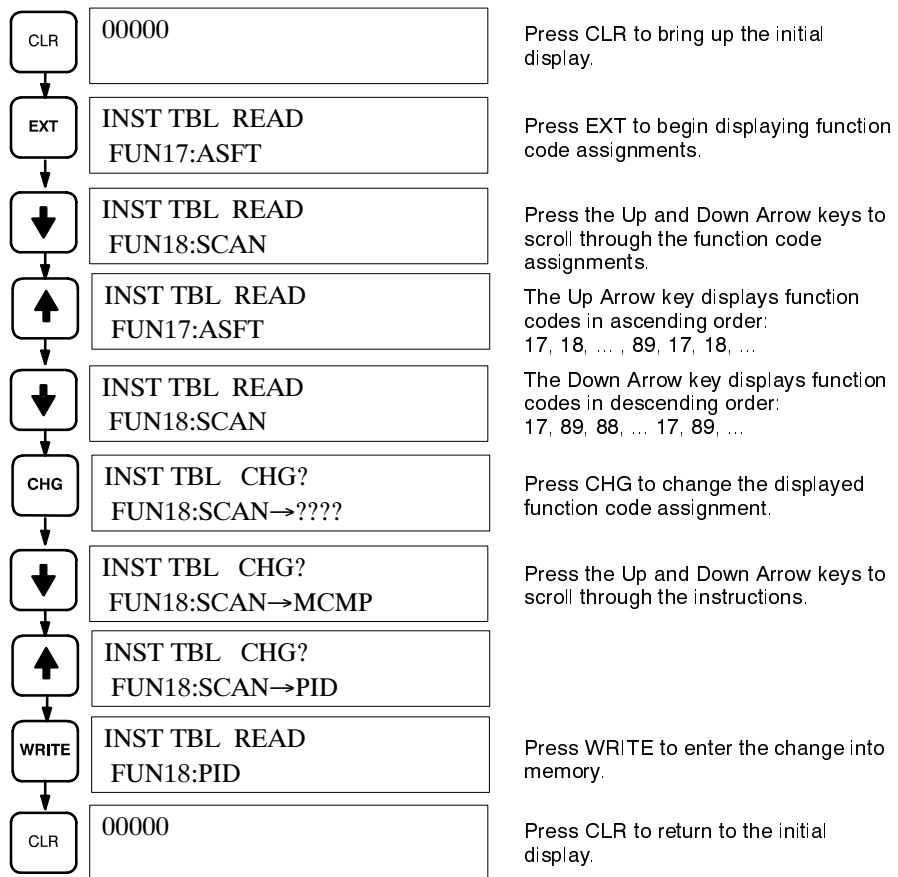 CLR
00000
Press CLR to bring up the initial
display.
EXT
INST TBL  READ
FUN17:ASFT
Press EXT to begin displaying function
code assignments.
INST TBL  READ
FUN18:SCAN
Press the Up and Down Arrow keys to
scroll through the function code
assignments.
INST TBL  READ
FUN17:ASFT
The Up Arrow key displays function
codes in ascending order:
17, 18, ... , 89, 17, 18, ...
INST TBL  READ
FUN18:SCAN
The Down Arrow key displays function
codes in descending order:
17, 89, 88, ... 17, 89, ...
CHG
INST TBL   CHG?
FUN18:SCAN→????
Press CHG to change the displayed
function code assignment.
INST TBL   CHG?
FUN18:SCAN→MCMP
Press the Up and Down Arrow keys to
scroll through the instructions.
INST TBL   CHG?
FUN18:SCAN→PID
WRITE
INST TBL  READ
FUN18:PID
Press WRITE to enter the change into
memory.
CLR
00000
Press CLR to return to the initial
display.